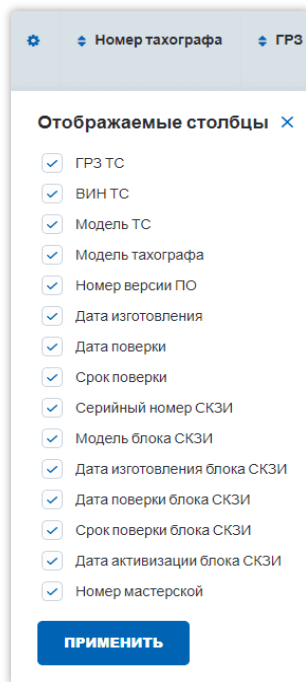 Номер тахографа ГРЗ
Отображаемые столбцы
ГРЗ ТС
ВИН ТС
Модель ТС
Модель тахографа
Номер версии ПО
Дата изготовления
Дата поверки
Срок поверки
Серийный номер СКЗИ
Модель блока СКЗИ
Дата изготовления блока СКЗИ
Дата поверки блока СКЗИ
Срок поверки блока СКЗИ
Дата активизации блока СКЗИ
Номер мастерской
ПРИМЕНИТЬ